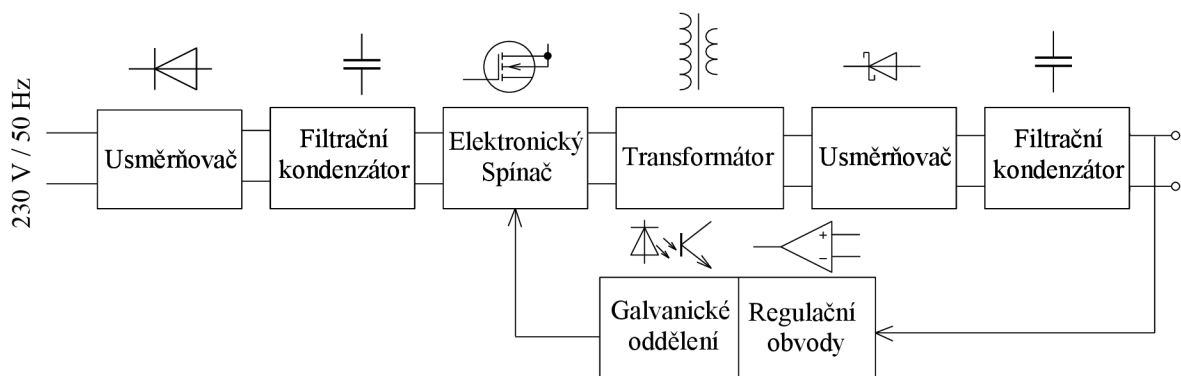 230 V / 50 Hz
Usměrňovač
Filtrační
kondenzátor
Elektronický
Spínač
Transformátor
Usměrňovač
Filtrační
kondenzátor
+
−
Galvanické
oddělení
Regulační
obvody